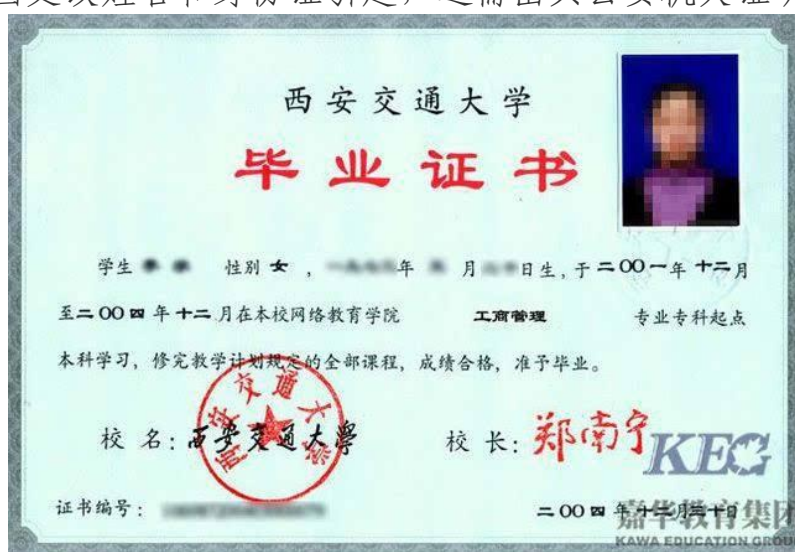 西安交通大学
毕业证书
学生 性别 女 , 年 月 日生, 于 二〇〇一年 十二月
至二〇〇四 年 十二 月在本校网络教育学院 工商管理 专业专科起点
本科学习, 修完教学计划规定的全部课程, 成绩合格, 准予毕业。
西安交通大学
校 名: 西安交通大學 校 长: 郑南宁
KEG
证书编号: 二〇〇四 年 十二月三十日
嘉华教育集团
KAWA EDUCATION GROUP